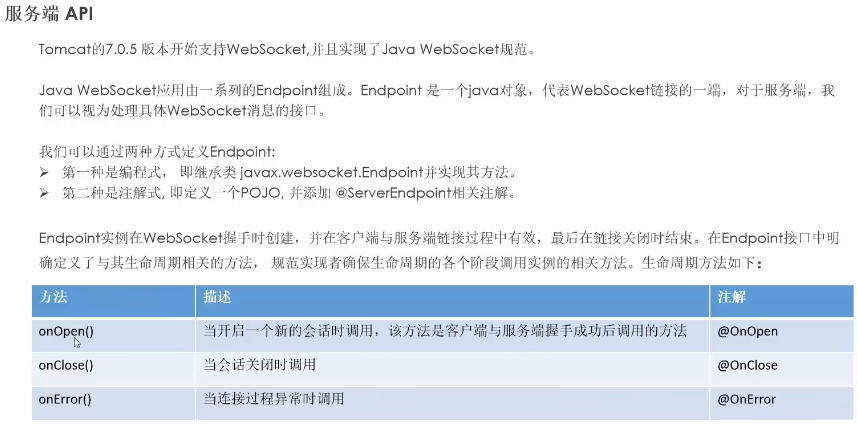 服务端 API
Tomcat的7.0.5 版本开始支持WebSocket,并且实现了Java WebSocket规范。
Java WebSocket应用由一系列的Endpoint组成。Endpoint 是一个java对象，代表WebSocket链接的一端，对于服务端，我
们可以视为处理具体WebSocket消息的接口。
我们可以通过两种方式定义Endpoint:
➢ 第一种是编程式， 即继承类 javax.websocket.Endpoint并实现其方法。
➢ 第二种是注解式, 即定义一个POJO, 并添加 @ServerEndpoint相关注解。
Endpoint实例在WebSocket握手时创建，并在客户端与服务端链接过程中有效，最后在链接关闭时结束。在Endpoint接口中明
确定义了与其生命周期相关的方法， 规范实现者确保生命周期的各个阶段调用实例的相关方法。生命周期方法如下：
方法 描述 注解
onOpen() 当开启一个新的会话时调用，该方法是客户端与服务端握手成功后调用的方法 @OnOpen
onClose() 当会话关闭时调用 @OnClose
onError() 当连接过程异常时调用 @OnError